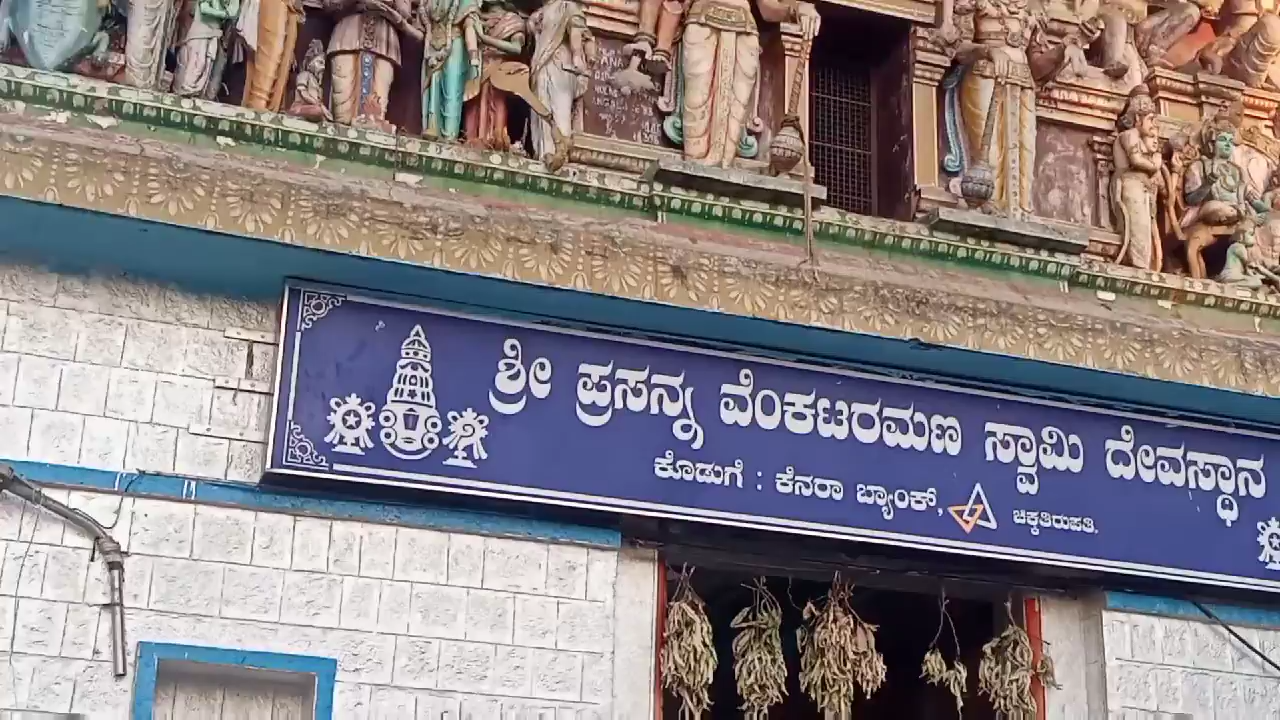 ಶ್ರೀ ಪ್ರಸನ್ನ ವೆಂಕಟರಮಣ ಸ್ವಾಮಿ ದೇವಸ್ಥಾನ
ಕೊಡುಗೆ : ಕೆನರಾ ಬ್ಯಾಂಕ್, ಚಿಕ್ಕತಿರುಪತಿ.